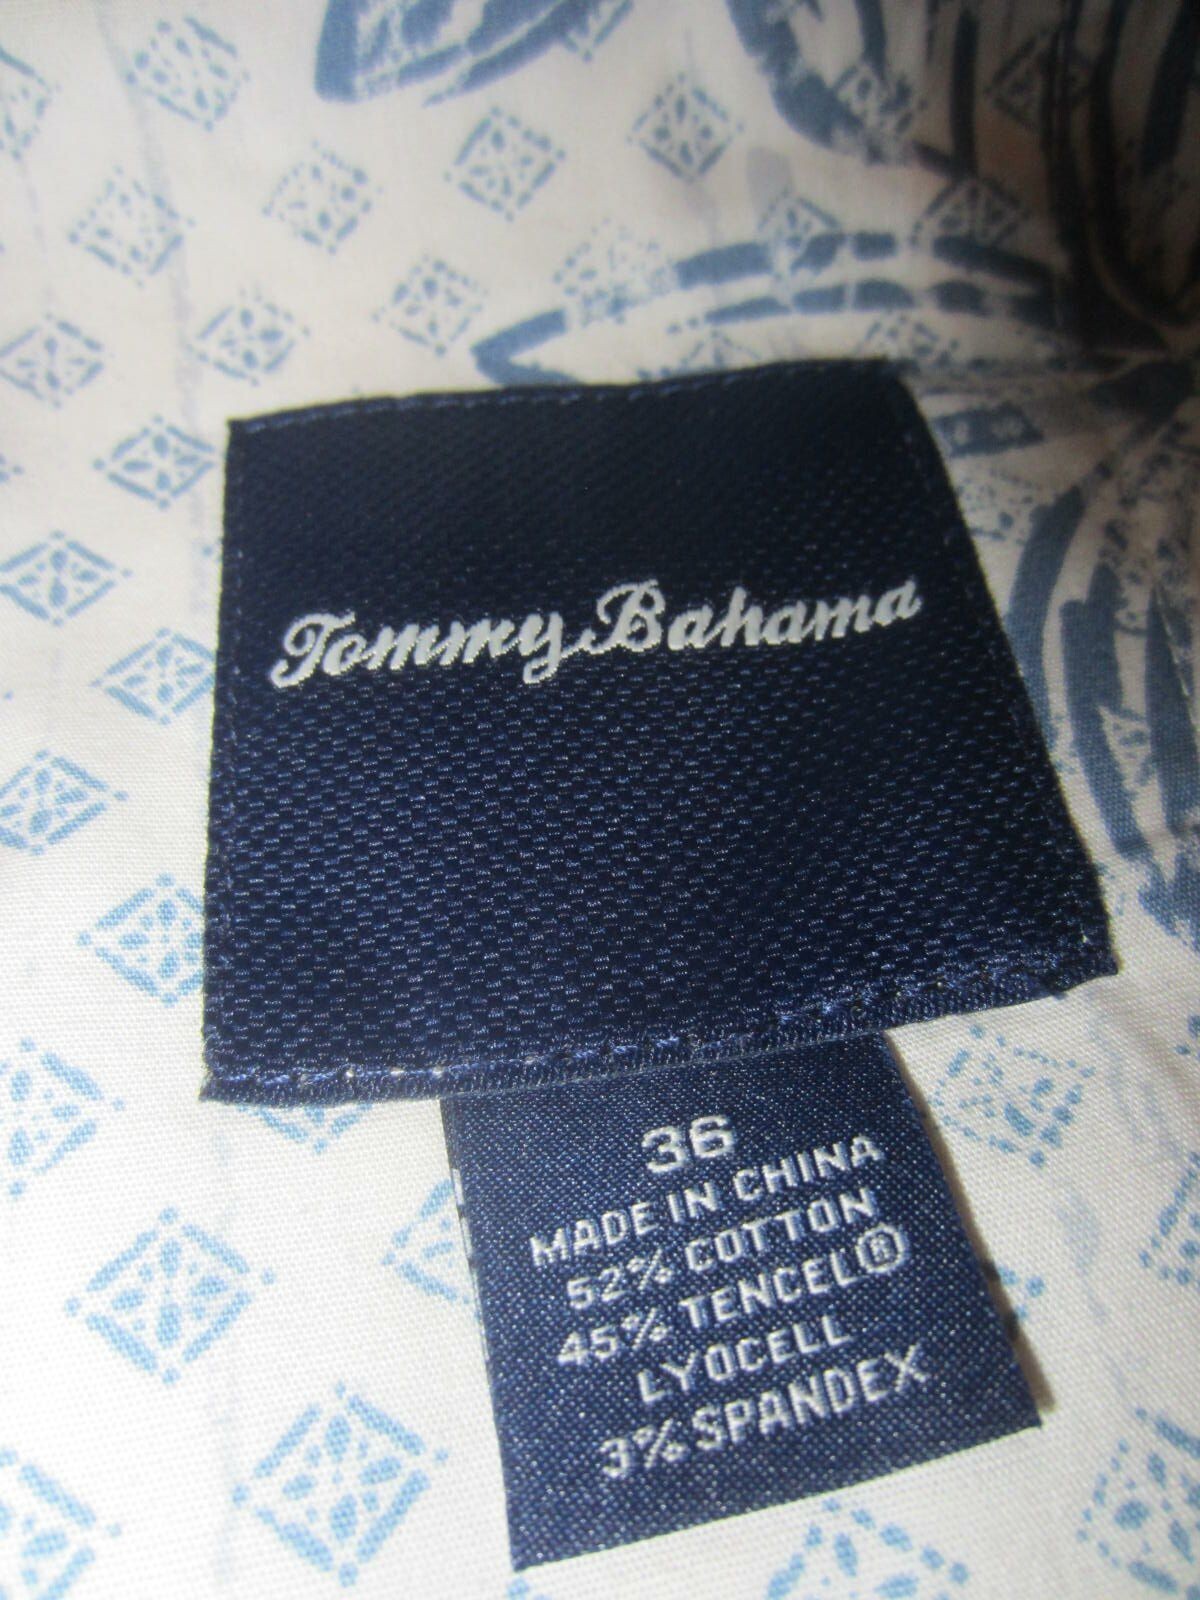 Tommy Bahama
36
MADE IN CHINA
52% COTTON
45% TENCEL®
LYOCELL
3% SPANDEX